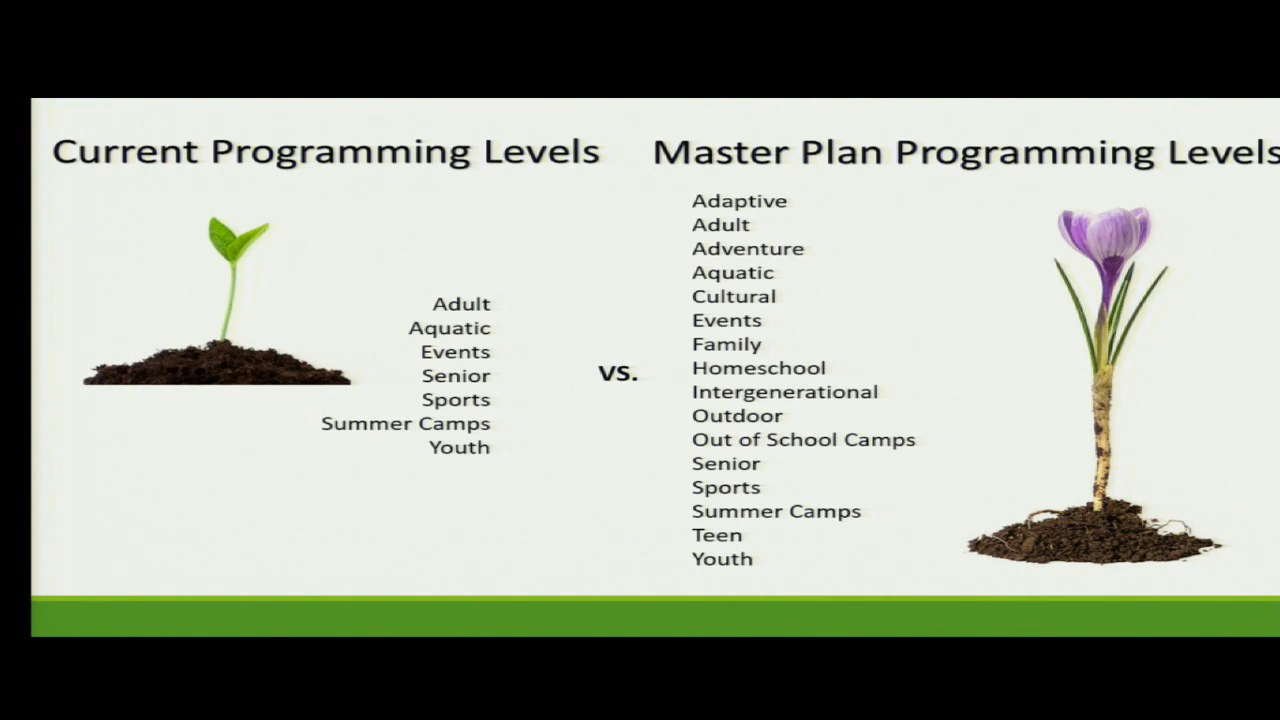 Current Programming Levels
Adult
Aquatic
Events
Senior
Sports
Summer Camps
Youth
vs.
Master Plan Programming Levels
Adaptive
Adult
Adventure
Aquatic
Cultural
Events
Family
Homeschool
Intergenerational
Outdoor
Out of School Camps
Senior
Sports
Summer Camps
Teen
Youth